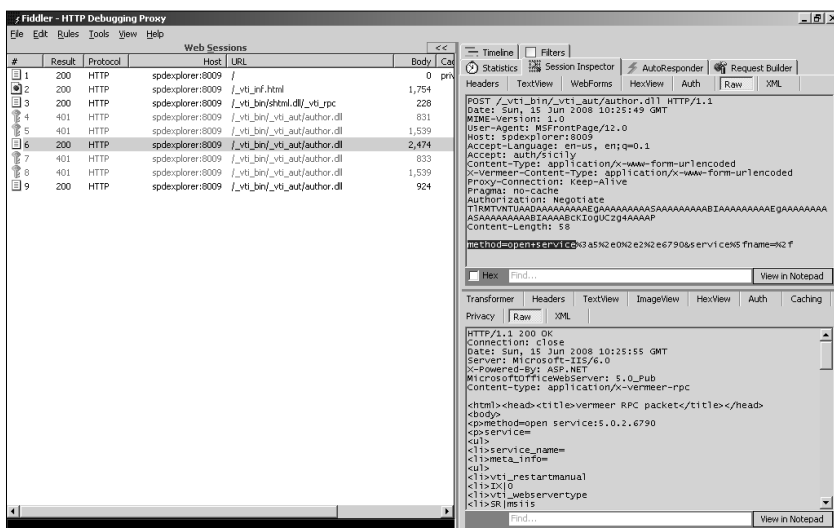 Fiddler - HTTP Debugging Proxy
File Edit Rules Tools View Help
Web Sessions <<
# Result Protocol Host URL Body Cac
1 200 HTTP spdexplorer:8009 / 0 priv
2 200 HTTP spdexplorer:8009 /_vti_inf.html 1,754
3 200 HTTP spdexplorer:8009 /_vti_bin/shtml.dll/_vti_rpc 228
4 401 HTTP spdexplorer:8009 /_vti_bin/_vti_aut/author.dll 831
5 401 HTTP spdexplorer:8009 /_vti_bin/_vti_aut/author.dll 1,539
6 200 HTTP spdexplorer:8009 /_vti_bin/_vti_aut/author.dll 2,474
7 401 HTTP spdexplorer:8009 /_vti_bin/_vti_aut/author.dll 833
8 401 HTTP spdexplorer:8009 /_vti_bin/_vti_aut/author.dll 1,539
9 200 HTTP spdexplorer:8009 /_vti_bin/_vti_aut/author.dll 924
Timeline Filters
Statistics Session Inspector AutoResponder Request Builder
Headers TextView WebForms HexView Auth Raw XML
POST /_vti_bin/_vti_aut/author.dll HTTP/1.1
Date: Sun, 15 Jun 2008 10:25:49 GMT
MIME-Version: 1.0
User-Agent: MSFrontPage/12.0
Host: spdexplorer:8009
Accept-Language: en-us, en;q=0.1
Accept: auth/sicily
Content-Type: application/x-www-form-urlencoded
X-Vermeer-Content-Type: application/x-www-form-urlencoded
Proxy-Connection: Keep-Alive
Pragma: no-cache
Authorization: Negotiate
Content-Length: 58
method=open+service%3a5%2e0%2e2%2e6790&service%5fname=%2f
Hex Find... View in Notepad
Transformer Headers TextView ImageView HexView Auth Caching
Privacy Raw XML
HTTP/1.1 200 OK
Connection: close
Date: Sun, 15 Jun 2008 10:25:55 GMT
Server: Microsoft-IIS/6.0
X-Powered-By: ASP.NET
MicrosoftOfficeWebServer: 5.0_Pub
Content-type: application/x-vermeer-rpc
<html><head><title>vermeer RPC packet</title></head>
<body>
<p>method=open service:5.0.2.6790
<p>service=
<ul>
<li>service_name=
<li>meta_info=
<ul>
<li>vti_restartmanual
<li>IX|0
<li>vti_webservertype
<li>SR|msiis
Find... View in Notepad